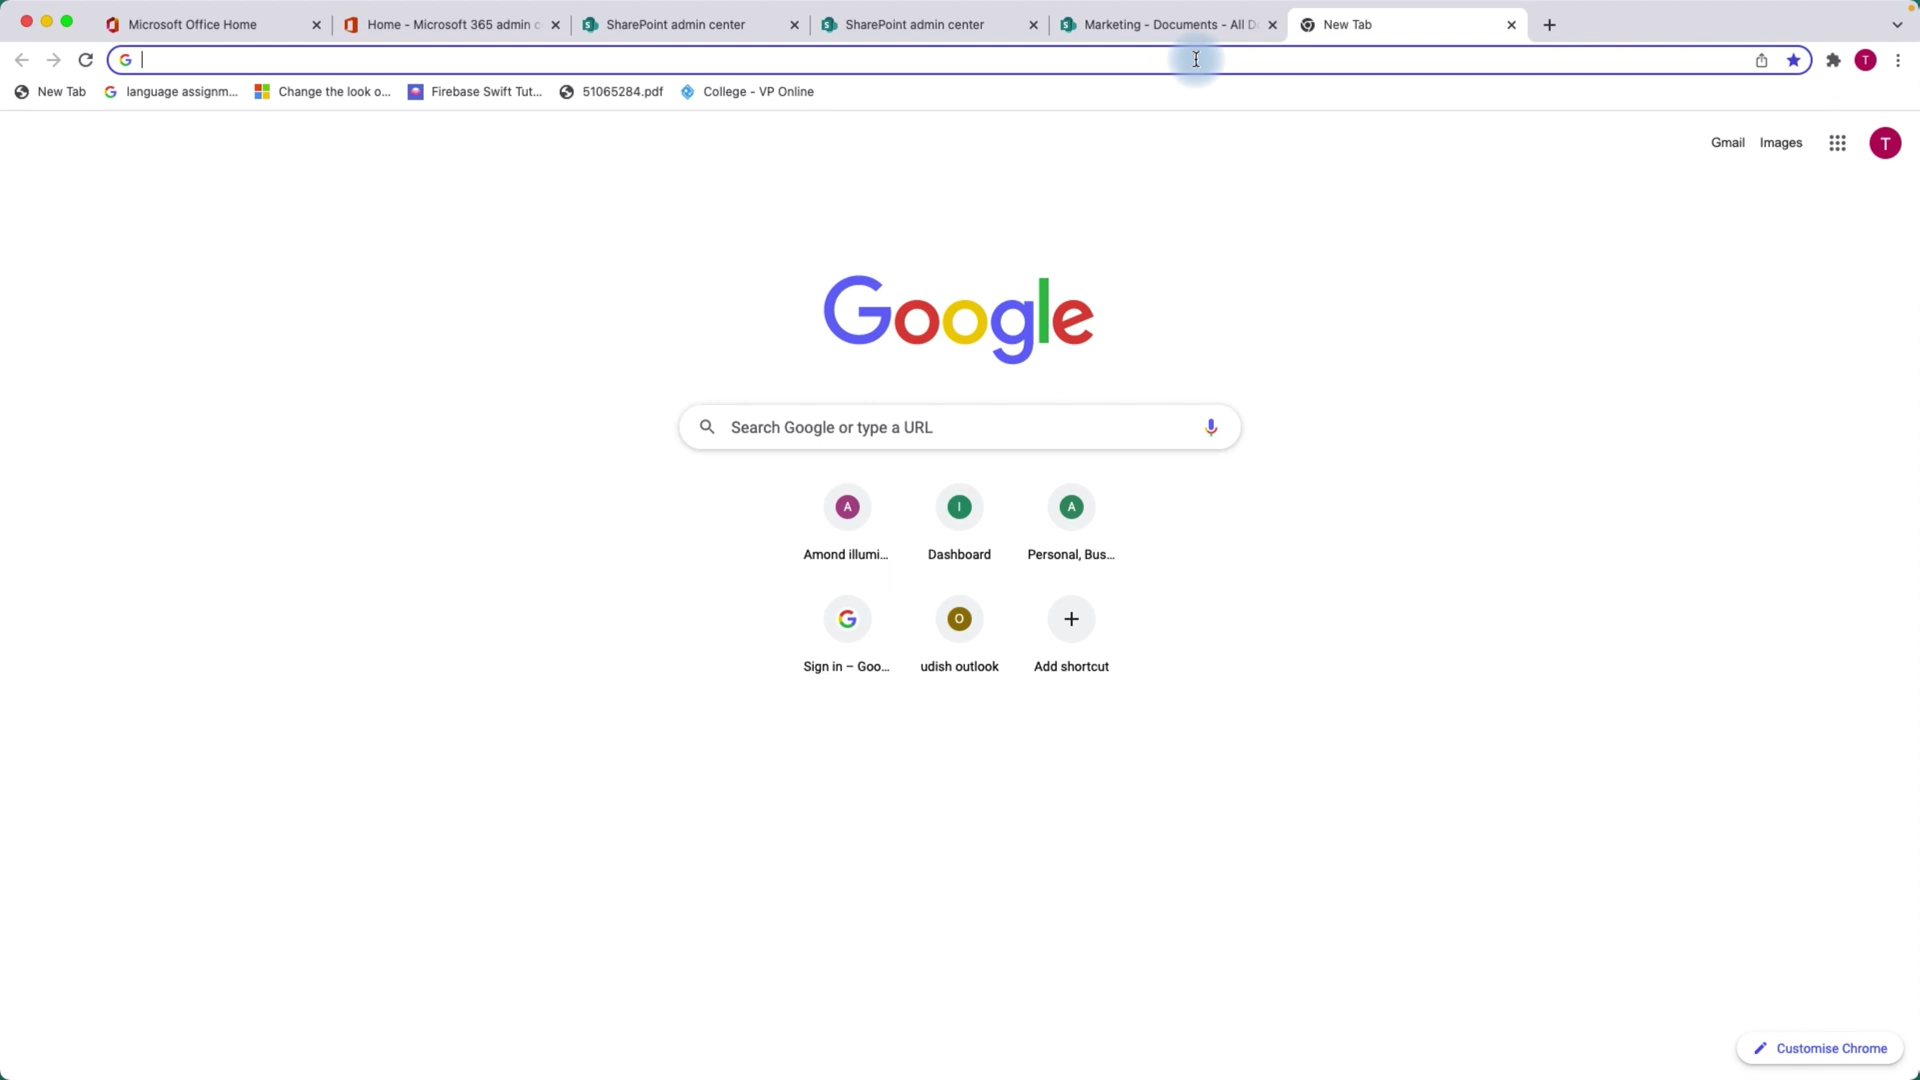 Microsoft Office Home
Home - Microsoft 365 admin c
SharePoint admin center
SharePoint admin center
Marketing - Documents - All D
New Tab
T
New Tab
language assignm...
Change the look o...
Firebase Swift Tut...
51065284.pdf
College - VP Online
Gmail
Images
T
Google
Search Google or type a URL
A
I
A
Amond illumi...
Dashboard
Personal, Bus...
O
Sign in – Goo...
udish outlook
Add shortcut
Customise Chrome